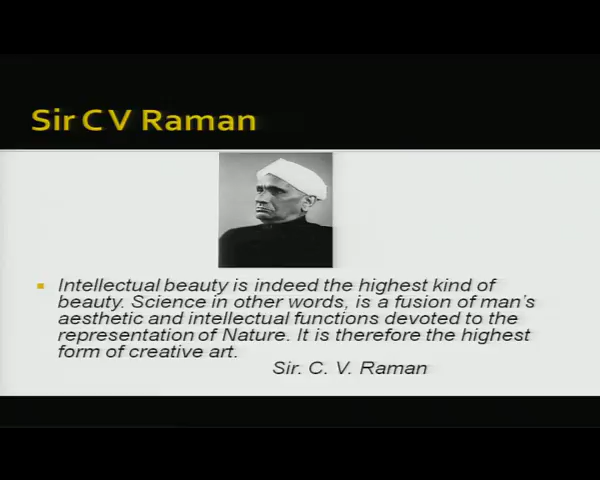 Sir C V Raman
Intellectual beauty is indeed the highest kind of
beauty. Science in other words, is a fusion of man's
aesthetic and intellectual functions devoted to the
representation of Nature. It is therefore the highest
form of creative art.
Sir. C. V. Raman